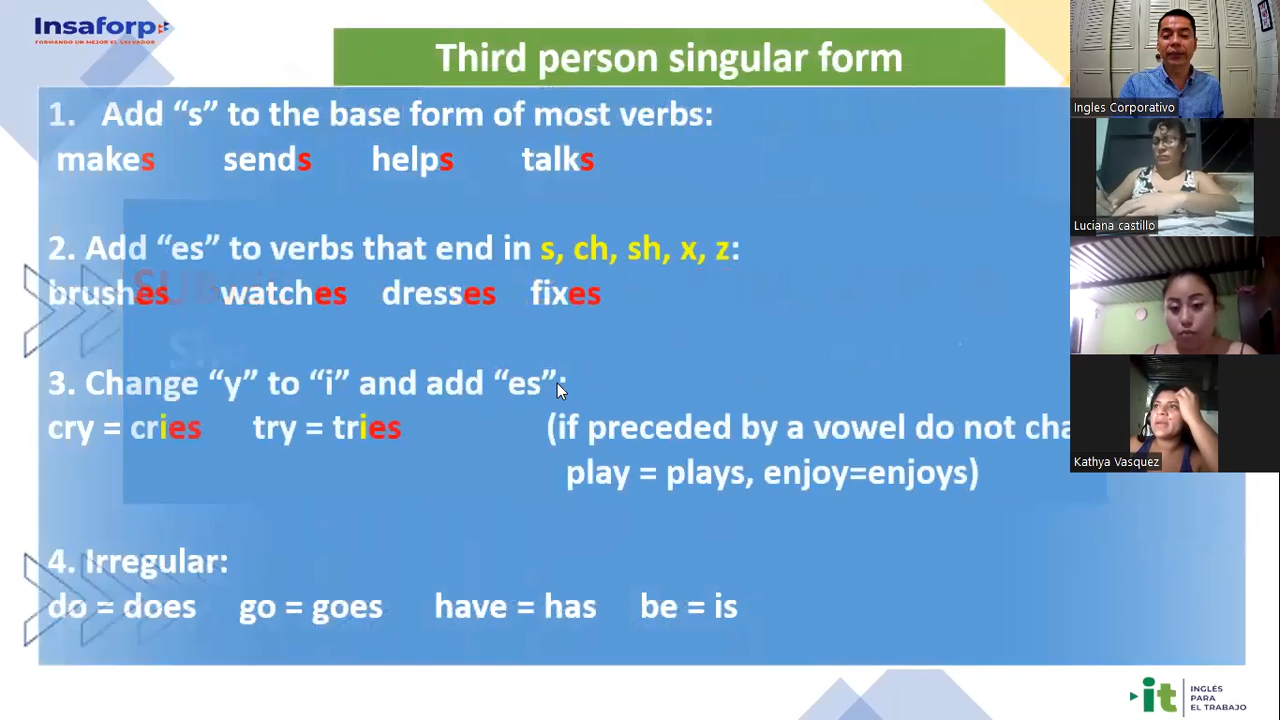 Insaforp
FORMANDO UN MEJOR EL SALVADOR
Third person singular form
1. Add “s” to the base form of most verbs:
makes sends helps talks
2. Add “es” to verbs that end in s, ch, sh, x, z:
brushes watches dresses fixes
3. Change “y” to “i” and add “es”:
cry = cries try = tries (if preceded by a vowel do not cha
play = plays, enjoy=enjoys)
4. Irregular:
do = does go = goes have = has be = is
Ingles Corporativo
Luciana castillo
Kathya Vasquez
it INGLÉS
PARA
EL TRABAJO